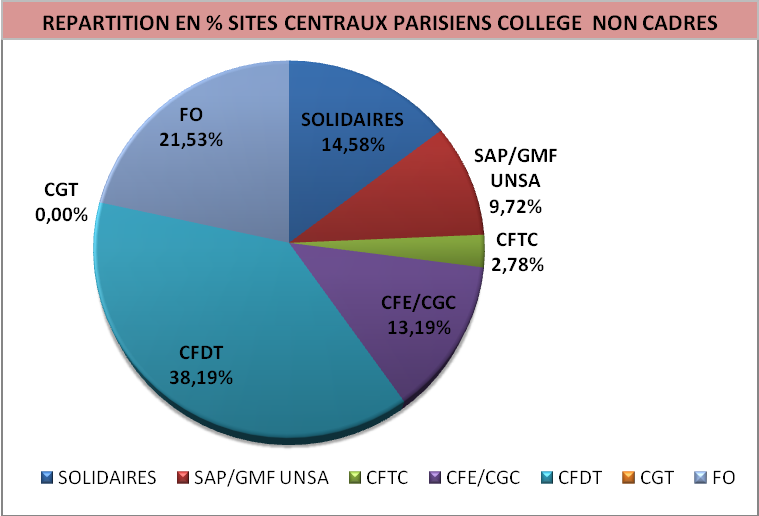 REPARTITION EN % SITES CENTRAUX PARISIENS COLLEGE NON CADRES
FO
21,53%
SOLIDAIRES
14,58%
SAP/GMF
UNSA
9,72%
CGT
0,00%
CFTC
2,78%
CFE/CGC
13,19%
CFDT
38,19%
SOLIDAIRES SAP/GMF UNSA CFTC CFE/CGC CFDT CGT FO